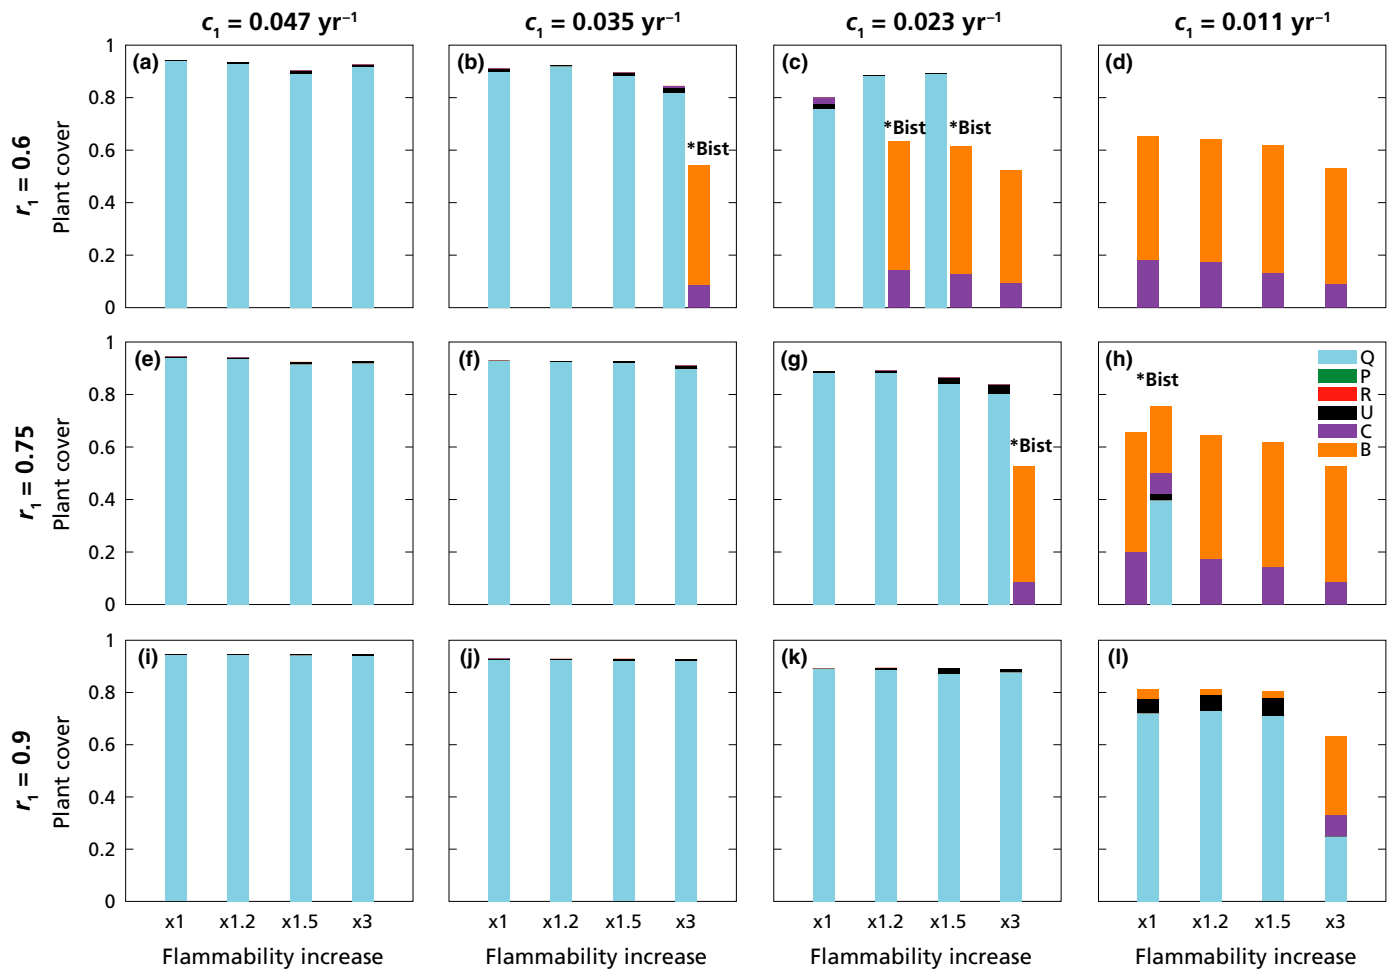 c₁ = 0.047 yr⁻¹ c₁ = 0.035 yr⁻¹ c₁ = 0.023 yr⁻¹ c₁ = 0.011 yr⁻¹
r₁ = 0.6
Plant cover
1
0.8
0.6
0.4
0.2
0
(a)
(b)
*Bist
(c)
*Bist *Bist
(d)
r₁ = 0.75
Plant cover
1
0.8
0.6
0.4
0.2
0
(e)
(f)
(g)
*Bist
(h)
*Bist
Q
P
R
U
C
B
r₁ = 0.9
Plant cover
1
0.8
0.6
0.4
0.2
0
(i)
(j)
(k)
(l)
x1 x1.2 x1.5 x3 x1 x1.2 x1.5 x3 x1 x1.2 x1.5 x3 x1 x1.2 x1.5 x3
Flammability increase Flammability increase Flammability increase Flammability increase